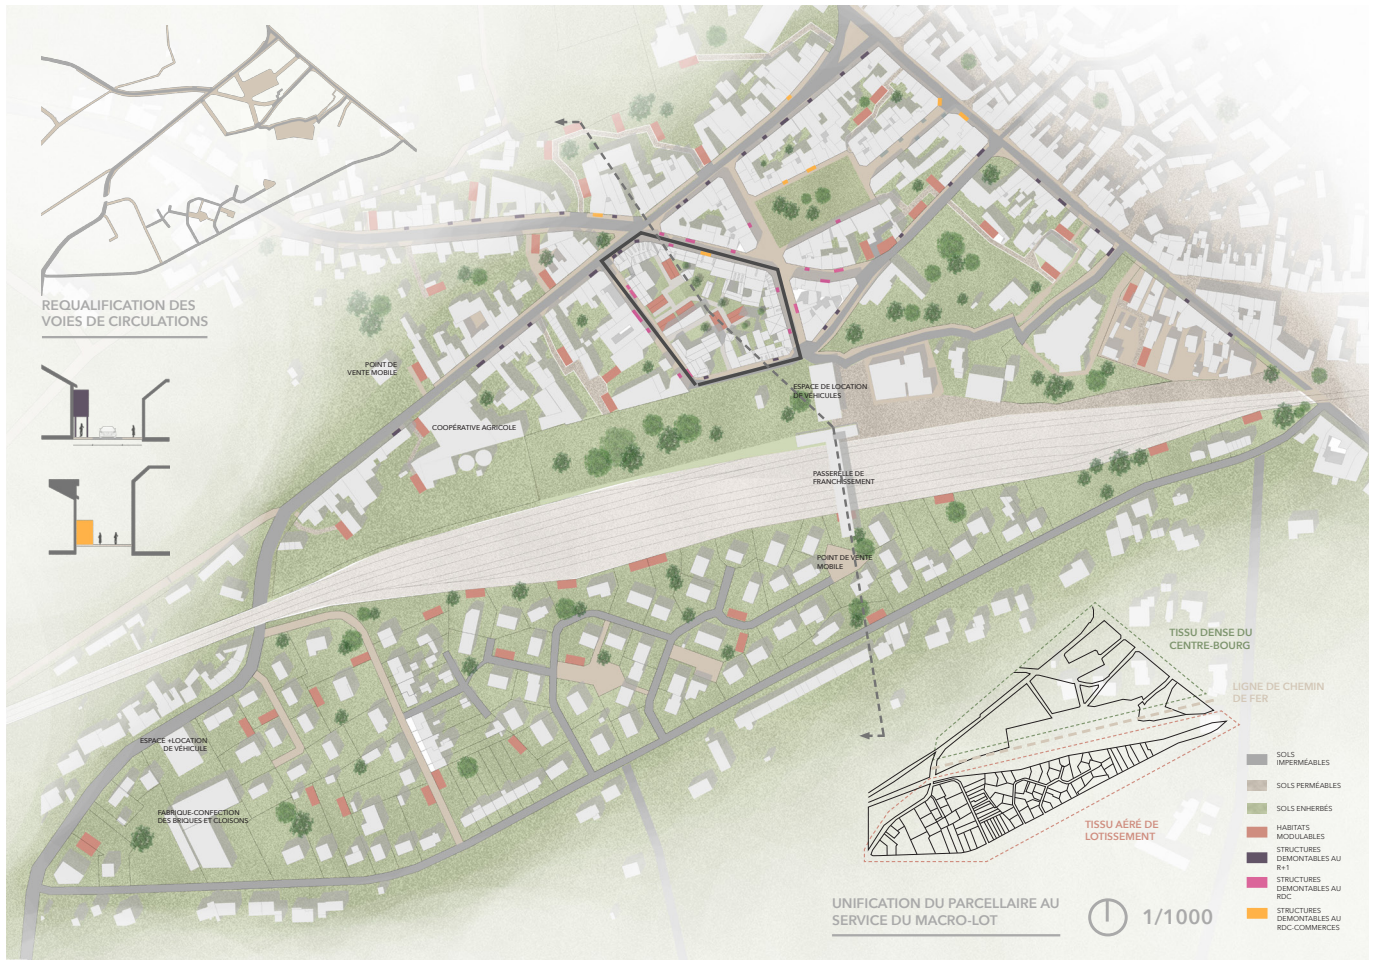 REQUALIFICATION DES
VOIES DE CIRCULATIONS
POINT DE
VENTE MOBILE
COOPÉRATIVE AGRICOLE
ESPACE DE LOCATION
DE VÉHICULES
PASSERELLE DE
FRANCHISSEMENT
POINT DE VENTE
MOBILE
ESPACE +LOCATION
DE VÉHICULE
FABRIQUE-CONFECTION
DES BRIQUES ET CLOISONS
TISSU DENSE DU
CENTRE-BOURG
LIGNE DE CHEMIN
DE FER
TISSU AÉRÉ DE
LOTISSEMENT
SOLS
IMPERMÉABLES
SOLS PERMÉABLES
SOLS ENHERBÉS
HABITATS
MODULABLES
STRUCTURES
DEMONTABLES AU
R+1
STRUCTURES
DEMONTABLES AU
RDC
STRUCTURES
DEMONTABLES AU
RDC-COMMERCES
UNIFICATION DU PARCELLAIRE AU
SERVICE DU MACRO-LOT
1/1000